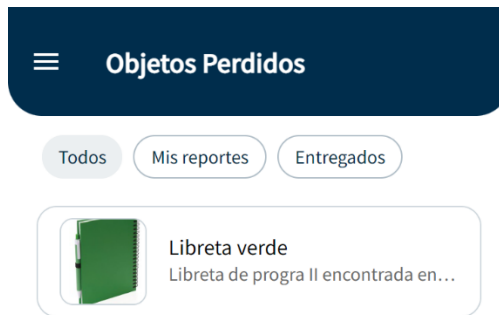 Objetos Perdidos
Todos
Mis reportes
Entregados
Libreta verde
Libreta de progra II encontrada en...